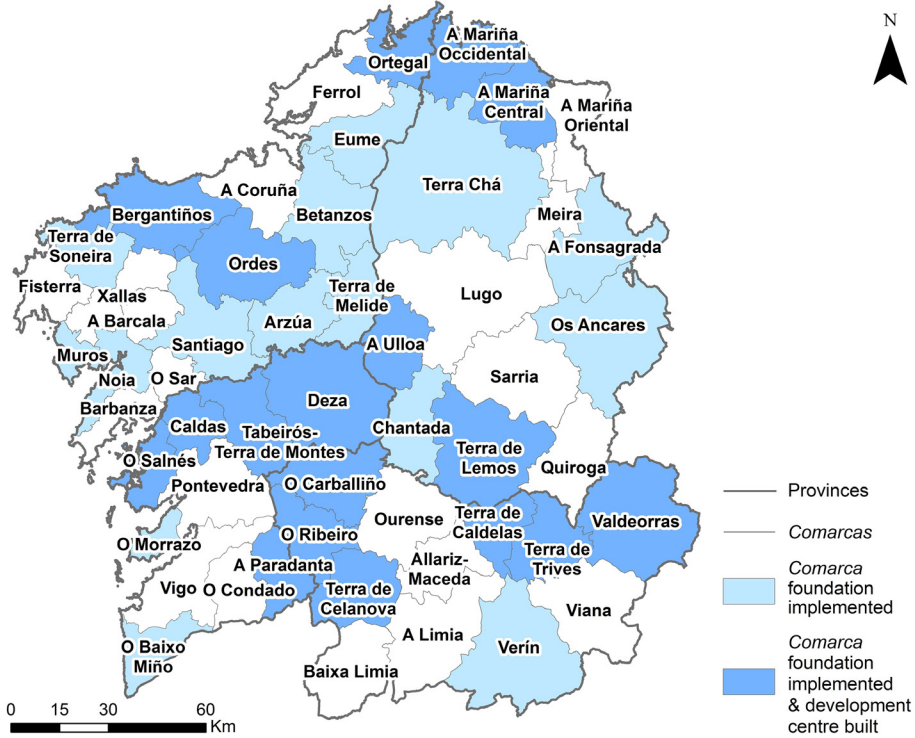 N
A Mariña
Occidental
Ortegal
Ferrol
A Mariña
Central
A Mariña
Oriental
Eume
Terra Chá
A Coruña
Betanzos
Bergantiños
Meira
Terra de
Soneira
A Fonsagrada
Ordes
Fisterra
Xallas
Terra de
Melide
Lugo
A Barcala
Arzúa
Os Ancares
Santiago
A Ulloa
Muros
Noia
O Sar
Sarria
Barbanza
Deza
Caldas
Chantada
Tabeirós-
Terra de Montes
Terra de
Lemos
O Salnés
Quiroga
Pontevedra
O Carballiño
Ourense
Terra de
Caldelas
Valdeorras
O Morrazo
O Ribeiro
Terra de
Trives
Allariz-
Maceda
A Paradanta
Vigo
O Condado
Terra de
Celanova
Viana
A Limia
Verín
O Baixo
Miño
Baixa Limia
Provinces
Comarcas
Comarca
foundation
implemented
Comarca
foundation
implemented
& development
centre built
0 15 30 60
Km